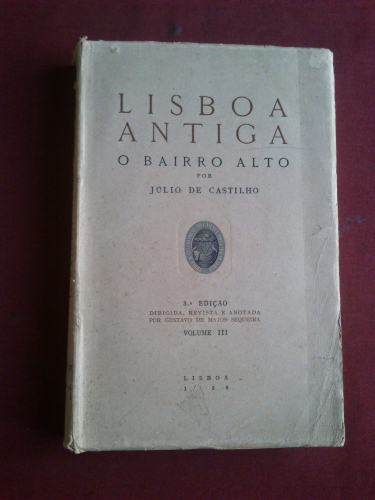 LISBOA
ANTIGA
O BAIRRO ALTO
POR
JÚLIO DE CASTILHO
3.ª EDIÇÃO
DIRIGIDA, REVISTA E ANOTADA
POR GUSTAVO DE MATOS SEQUEIRA
VOLUME III
LISBOA